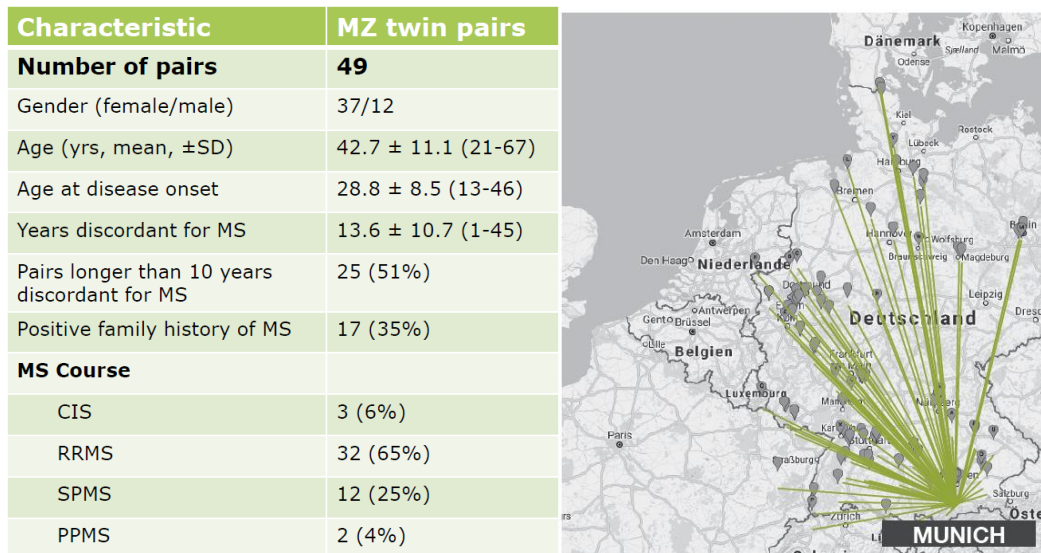 Characteristic MZ twin pairs
Number of pairs 49
Gender (female/male) 37/12
Age (yrs, mean, ±SD) 42.7 ± 11.1 (21-67)
Age at disease onset 28.8 ± 8.5 (13-46)
Years discordant for MS 13.6 ± 10.7 (1-45)
Pairs longer than 10 years
discordant for MS 25 (51%)
Positive family history of MS 17 (35%)
MS Course
CIS 3 (6%)
RRMS 32 (65%)
SPMS 12 (25%)
PPMS 2 (4%)
Kopenhagen
Dänemark
Sjælland
Malmö
Odense
Kiel
Rostock
Lübeck
Bremen
Amsterdam
Wolfsburg
Den Haag
Niederlande
Magdeburg
Leipzig
Antwerpen
Gent
Brüssel
Deutschland
Lille
Belgien
Frankfurt
Luxemburg
Paris
Salzburg
Zürich
MUNICH